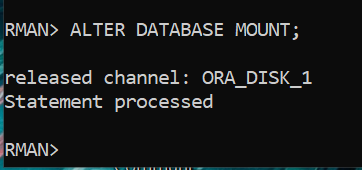 RMAN> ALTER DATABASE MOUNT;
released channel: ORA_DISK_1
Statement processed
RMAN>